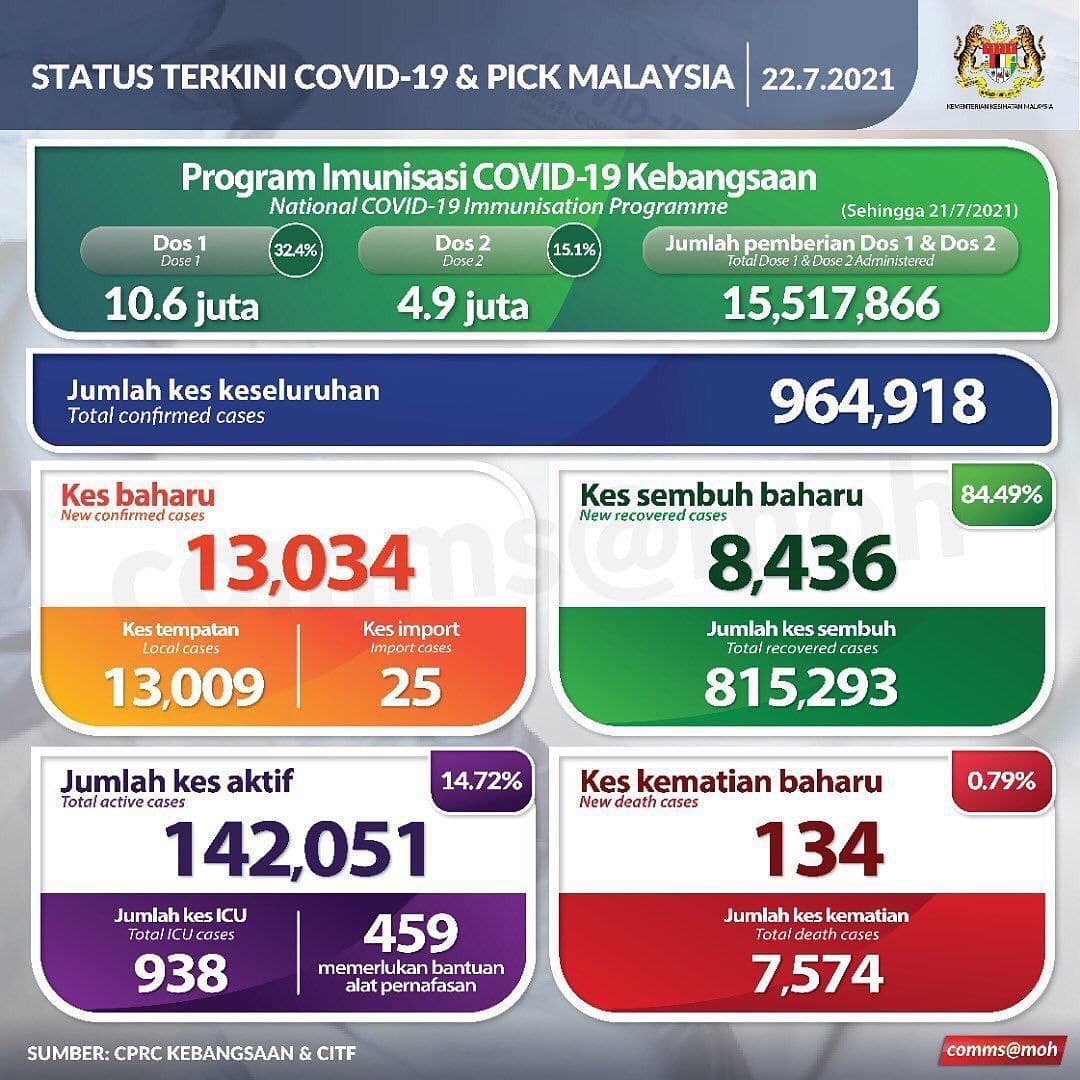 STATUS TERKINI COVID-19 & PICK MALAYSIA | 22.7.2021
KEMENTERIAN KESIHATAN MALAYSIA
Program Imunisasi COVID-19 Kebangsaan
National COVID-19 Immunisation Programme
(Sehingga 21/7/2021)
Dos 1
Dose 1
32.4%
10.6 juta
Dos 2
Dose 2
15.1%
4.9 juta
Jumlah pemberian Dos 1 & Dos 2
Total Dose 1 & Dose 2 Administered
15,517,866
Jumlah kes keseluruhan
Total confirmed cases
964,918
Kes baharu
New confirmed cases
13,034
Kes tempatan
Local cases
13,009
Kes import
Import cases
25
Kes sembuh baharu
New recovered cases
84.49%
8,436
Jumlah kes sembuh
Total recovered cases
815,293
comms@moh
Jumlah kes aktif
Total active cases
14.72%
142,051
Jumlah kes ICU
Total ICU cases
938
459
memerlukan bantuan
alat pernafasan
Kes kematian baharu
New death cases
0.79%
134
Jumlah kes kematian
Total death cases
7,574
SUMBER: CPRC KEBANGSAAN & CITF
comms@moh